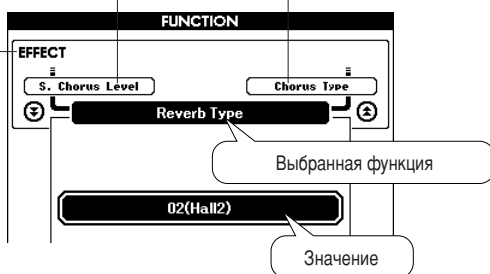 FUNCTION
EFFECT
S. Chorus Level
Chorus Type
Reverb Type
Выбранная функция
02(Hall2)
Значение